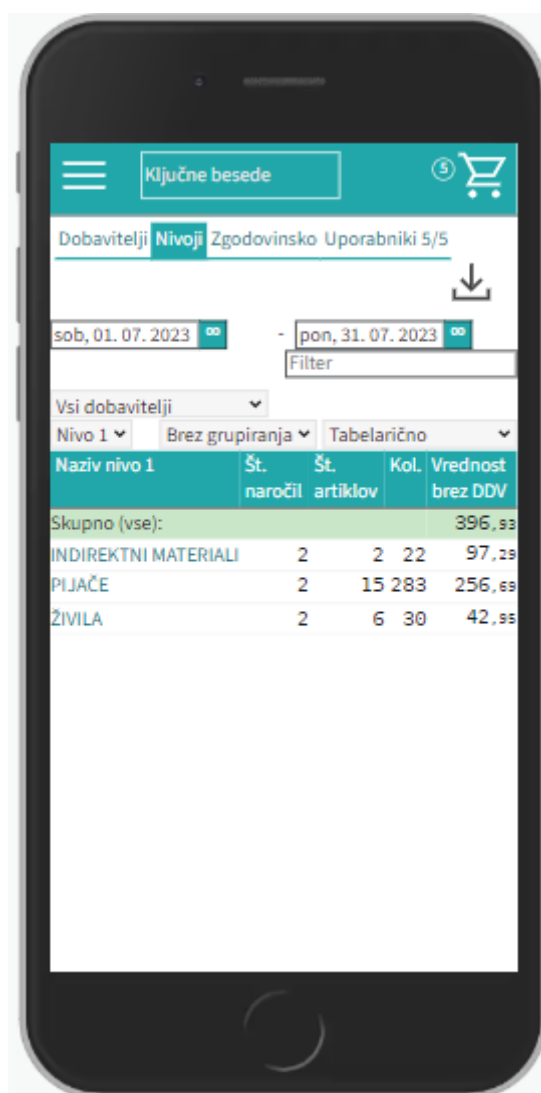 Ključne besede 5
Dobavitelji Nivoji Zgodovinsko Uporabniki 5/5
sob, 01. 07. 2023 - pon, 31. 07. 2023
Filter
Vsi dobavitelji
Nivo 1 Brez grupiranja Tabelarično
Naziv nivo 1 Št. naročil Št. artiklov Kol. Vrednost brez DDV
Skupno (vse): 396,93
INDIREKTNI MATERIALI 2 2 22 97,29
PIJAČE 2 15 283 256,69
ŽIVILA 2 6 30 42,95